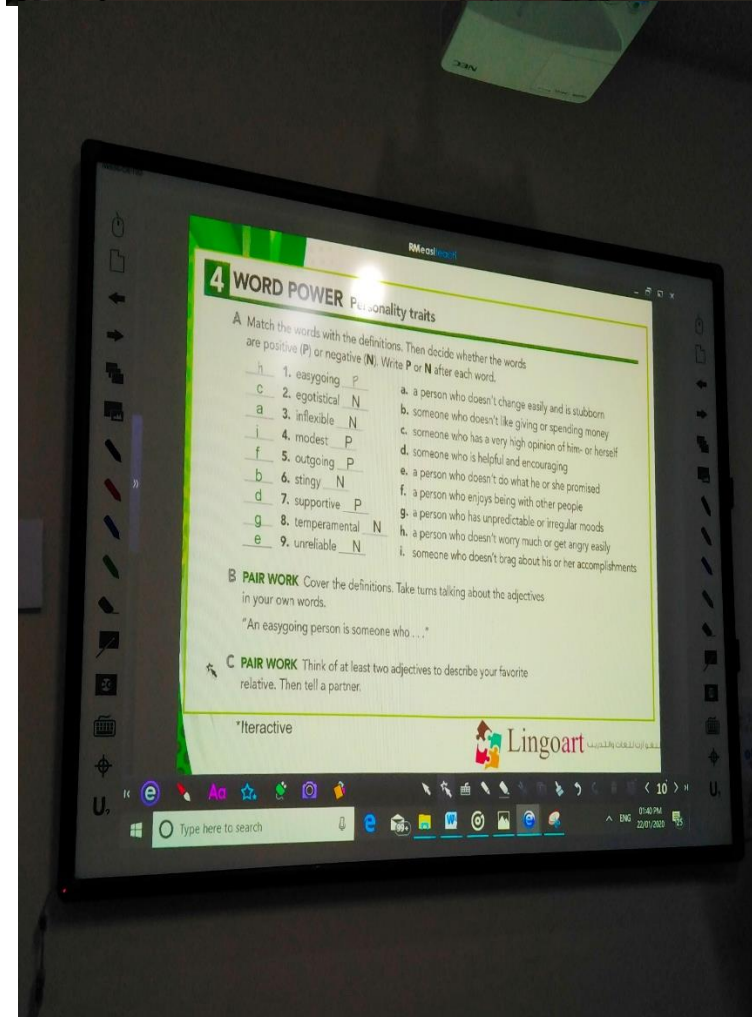 NEC
RMeasiteach
4 WORD POWER Personality traits
A Match the words with the definitions. Then decide whether the words
are positive (P) or negative (N). Write P or N after each word.
h 1. easygoing P
c 2. egotistical N
a 3. inflexible N
i 4. modest P
f 5. outgoing P
b 6. stingy N
d 7. supportive P
g 8. temperamental N
e 9. unreliable N
a. a person who doesn't change easily and is stubborn
b. someone who doesn't like giving or spending money
c. someone who has a very high opinion of him- or herself
d. someone who is helpful and encouraging
e. a person who doesn't do what he or she promised
f. a person who enjoys being with other people
g. a person who has unpredictable or irregular moods
h. a person who doesn't worry much or get angry easily
i. someone who doesn't brag about his or her accomplishments
B PAIR WORK Cover the definitions. Take turns talking about the adjectives
in your own words.
"An easygoing person is someone who . . ."
C PAIR WORK Think of at least two adjectives to describe your favorite
relative. Then tell a partner.
*Iteractive
Lingoart
10
Type here to search
99+
ENG
01:40 PM
22/01/2020